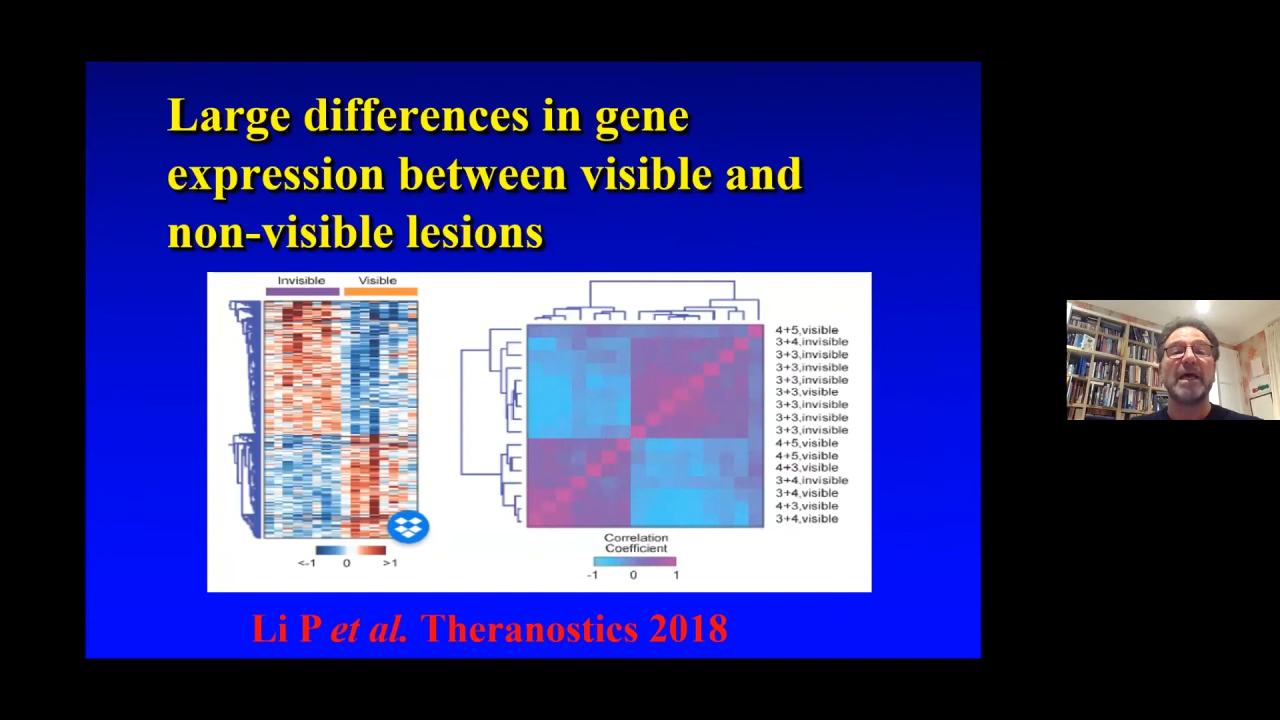 Large differences in gene
expression between visible and
non-visible lesions
Invisible Visible
<-1 0 >1
4+5,visible
3+4,invisible
3+3,invisible
3+3,invisible
3+3,invisible
3+3,visible
3+3,invisible
3+3,invisible
3+3,invisible
4+5,visible
4+5,visible
4+3,visible
3+4,invisible
3+4,visible
4+3,visible
3+4,visible
Correlation
Coefficient
-1 0 1
Li P et al. Theranostics 2018